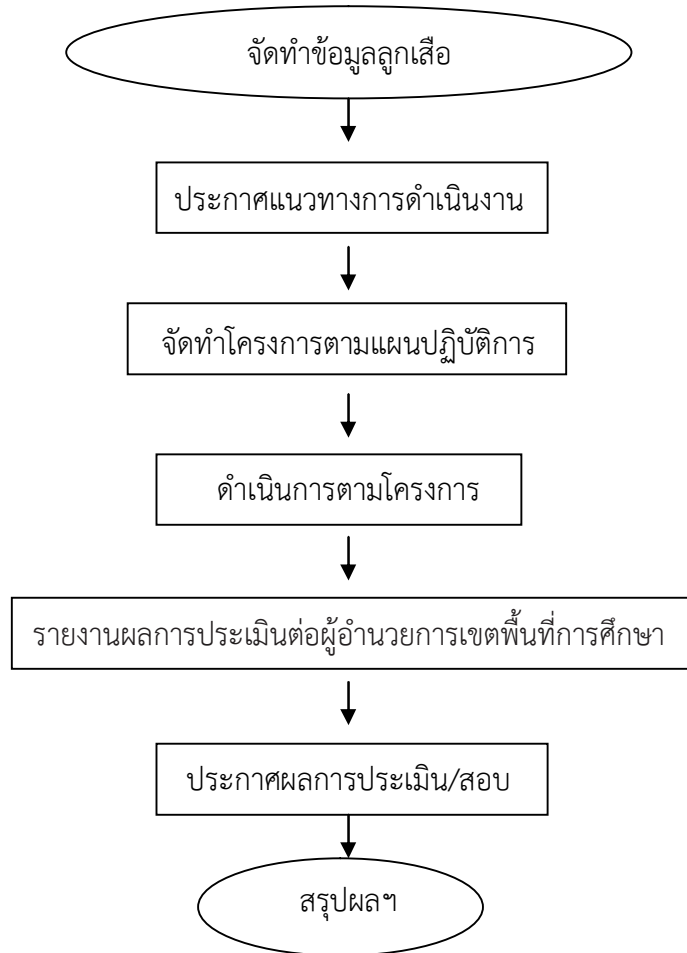 จัดทำข้อมูลลูกเสือ
ประกาศแนวทางการดำเนินงาน
จัดทำโครงการตามแผนปฏิบัติการ
ดำเนินการตามโครงการ
รายงานผลการประเมินต่อผู้อำนวยการเขตพื้นที่การศึกษา
ประกาศผลการประเมิน/สอบ
สรุปผลฯ